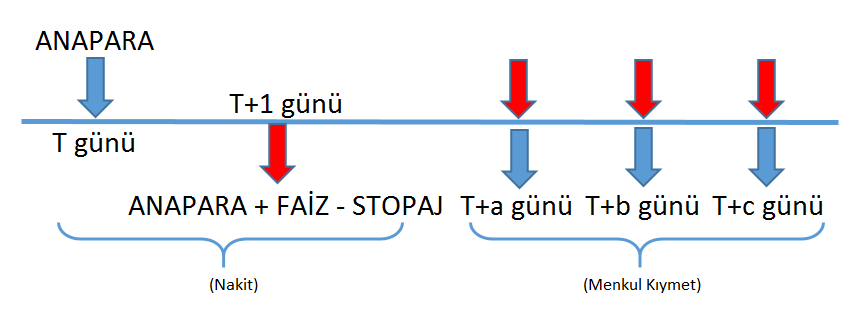 ANAPARA
T+1 günü
T günü
ANAPARA + FAİZ - STOPAJ T+a günü T+b günü T+c günü
(Nakit) (Menkul Kıymet)